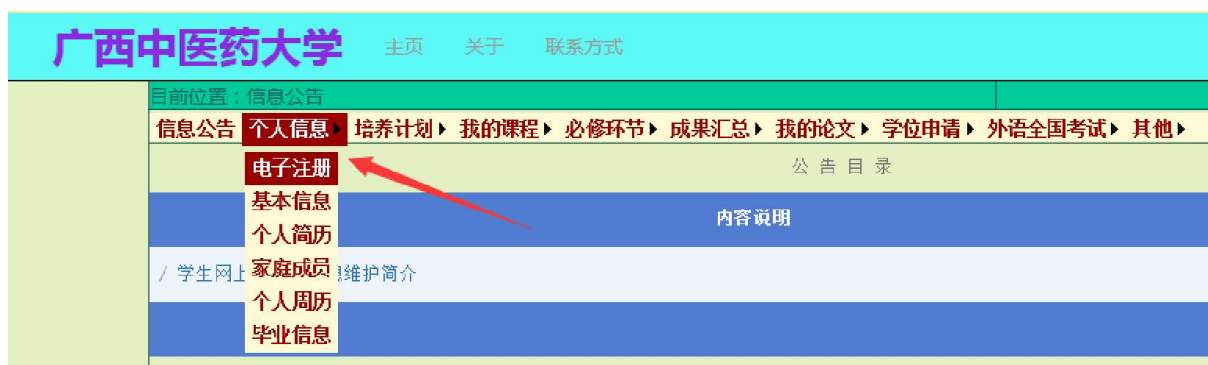 广西中医药大学 主页 关于 联系方式
目前位置：信息公告
信息公告 个人信息 培养计划 我的课程 必修环节 成果汇总 我的论文 学位申请 外语全国考试 其他
电子注册
公告目录
基本信息
内容说明
个人简历
/ 学生网上
家庭成员
维护简介
个人周历
毕业信息